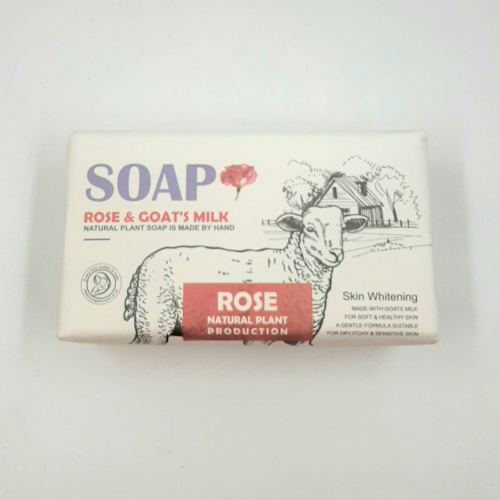 SOAP
ROSE & GOAT'S MILK
NATURAL PLANT SOAP IS MADE BY HAND
ROSE
NATURAL PLANT
PRODUCTION
Skin Whitening
MADE WITH GOATS MILK
FOR SOFT & HEALTHY SKIN
A GENTLE FORMULA SUITABLE
FOR DRY,ITCHY & SENSITIVE SKIN